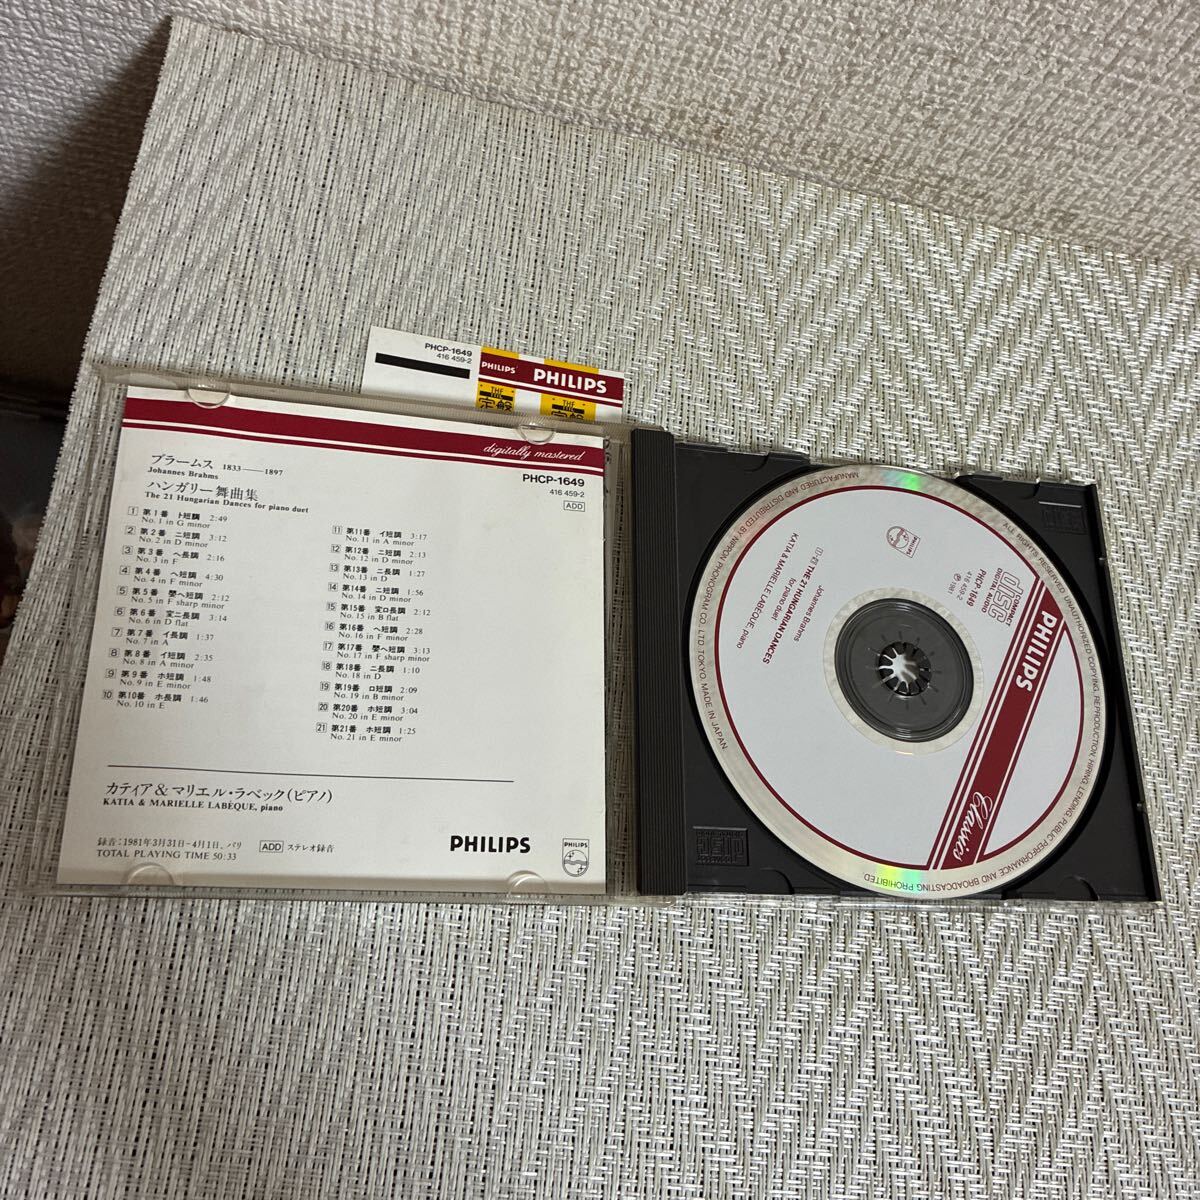 PHCP-1649
416 459-2
PHILIPS
PHILIPS
THE
THE
定盤
digitally mastered
ブラームス 1833——1897
Johannes Brahms
ハンガリー舞曲集
The 21 Hungarian Dances for piano duet
PHCP-1649
416 459-2
ADD
1 第1番 ト短調 2:49
No. 1 in G minor
2 第2番 ニ短調 3:12
No. 2 in D minor
3 第3番 ヘ長調 2:16
No. 3 in F
4 第4番 ヘ短調 4:30
No. 4 in F minor
5 第5番 嬰ヘ短調 2:12
No. 5 in F sharp minor
6 第6番 変ニ長調 3:14
No. 6 in D flat
7 第7番 イ長調 1:37
No. 7 in A
8 第8番 イ短調 2:35
No. 8 in A minor
9 第9番 ホ短調 1:48
No. 9 in E minor
10 第10番 ホ長調 1:46
No. 10 in E
11 第11番 イ短調 3:17
No. 11 in A minor
12 第12番 ニ短調 2:13
No. 12 in D minor
13 第13番 ニ長調 1:27
No. 13 in D
14 第14番 ニ短調 2:12
No. 14 in D minor
15 第15番 変ロ長調 2:56
No. 15 in B flat
16 第16番 ヘ短調 2:28
No. 16 in F minor
17 第17番 嬰ヘ短調 3:13
No. 17 in F sharp minor
18 第18番 ニ長調 1:10
No. 18 in D
19 第19番 ロ短調 2:09
No. 19 in B minor
20 第20番 ホ短調 3:04
No. 20 in E minor
21 第21番 ホ短調 1:25
No. 21 in E minor
カティア&マリエル・ラベック(ピアノ)
KATIA & MARIELLE LABÈQUE, piano
録音:1981年3月31日-4月1日、パリ ADD ステレオ録音
TOTAL PLAYING TIME 50:33
PHILIPS
PHILIPS
PHILIPS
Classics
COMPACT
disc
DIGITAL AUDIO
PHCP-1649
416 459-2
Ⓟ 1981
Johannes Brahms
THE 21 HUNGARIAN DANCES
for piano duet
KATIA & MARIELLE LABEQUE, piano
PHILIPS
ALL RIGHTS RESERVED. UNAUTHORIZED COPYING, REPRODUCTION, HIRING, LENDING, PUBLIC PERFORMANCE AND BROADCASTING PROHIBITED
MANUFACTURED AND DISTRIBUTED BY NIPPON PHONOGRAM CO., LTD. TOKYO, MADE IN JAPAN.